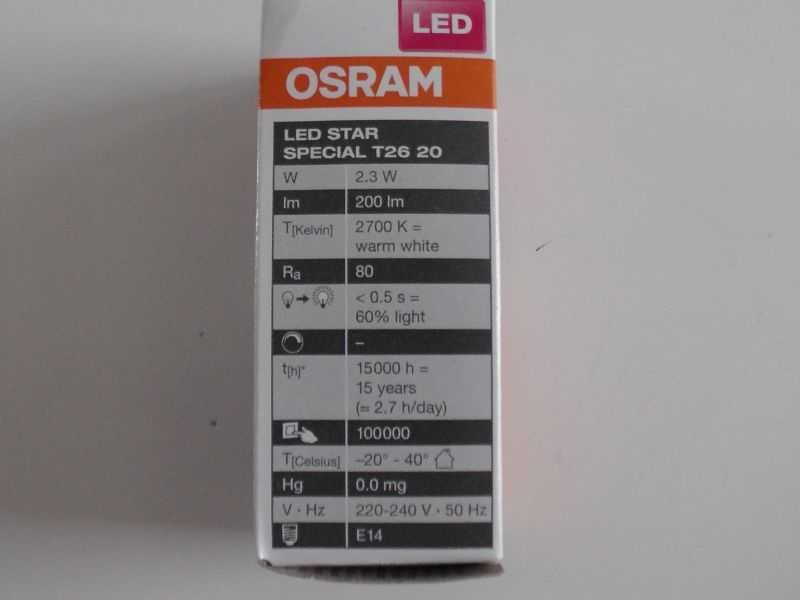 LED
OSRAM
LED STAR
SPECIAL T26 20
W 2.3 W
lm 200 lm
T[Kelvin] 2700 K =
warm white
Ra 80
< 0.5 s =
60% light
–
t[h]* 15000 h =
15 years
(= 2.7 h/day)
100000
T[Celsius] –20° - 40°
Hg 0.0 mg
V · Hz 220-240 V · 50 Hz
E14